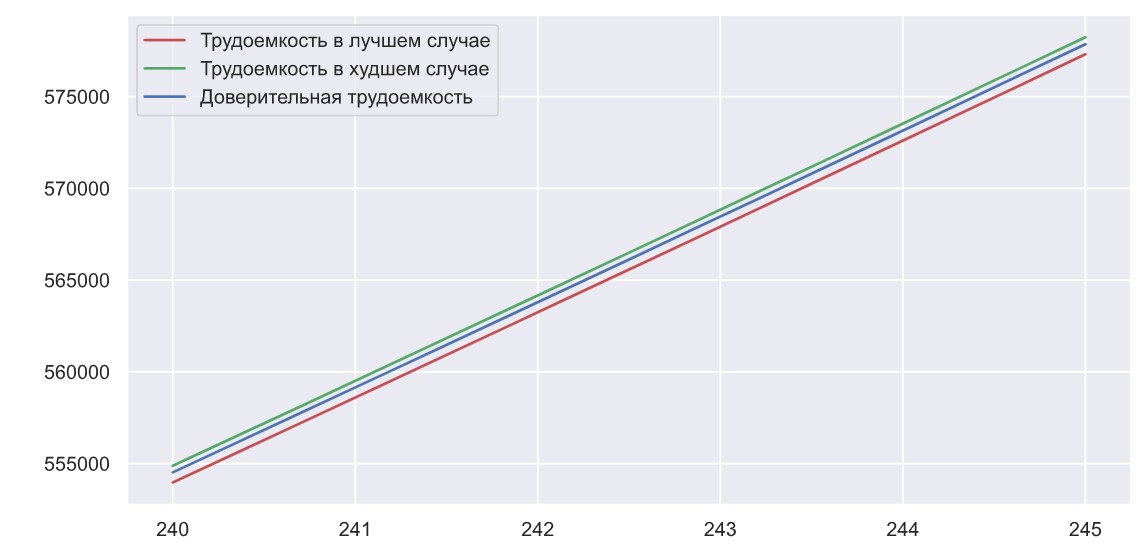 Трудоемкость в лучшем случае
Трудоемкость в худшем случае
Доверительная трудоемкость
575000
570000
565000
560000
555000
240 241 242 243 244 245